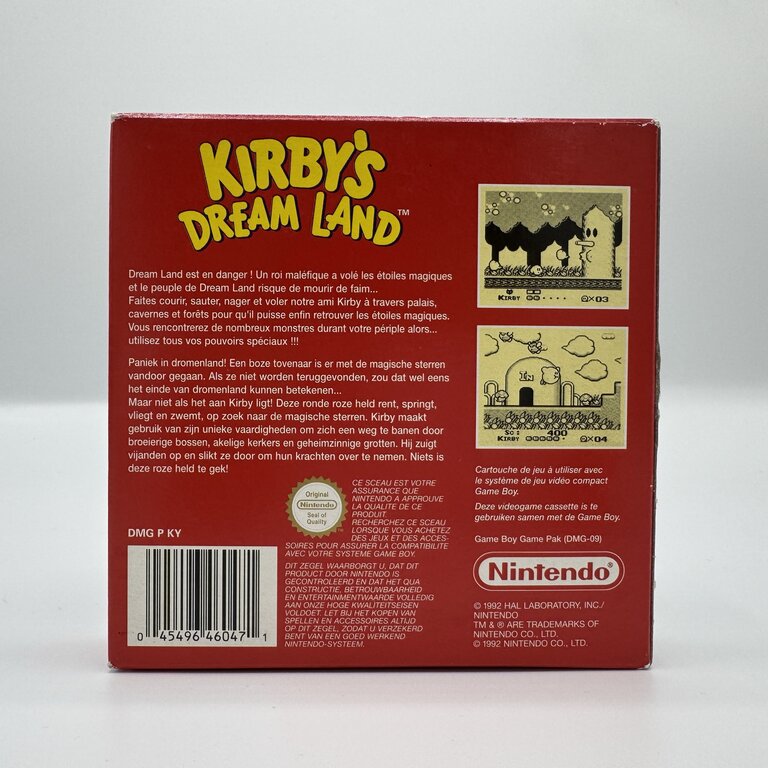 KIRBY'S
DREAM LAND™
Dream Land est en danger ! Un roi maléfique a volé les étoiles magiques
et le peuple de Dream Land risque de mourir de faim...
Faites courir, sauter, nager et voler notre ami Kirby à travers palais,
cavernes et forêts pour qu'il puisse enfin retrouver les étoiles magiques.
Vous rencontrerez de nombreux monstres durant votre périple alors...
utilisez tous vos pouvoirs spéciaux !!!
Paniek in dromenland! Een boze tovenaar is er met de magische sterren
vandoor gegaan. Als ze niet worden teruggevonden, zou dat wel eens
het einde van dromenland kunnen betekenen...
Maar niet als het aan Kirby ligt! Deze ronde roze held rent, springt,
vliegt en zwemt, op zoek naar de magische sterren. Kirby maakt
gebruik van zijn unieke vaardigheden om zich een weg te banen door
broeierige bossen, akelige kerkers en geheimzinnige grotten. Hij zuigt
vijanden op en slikt ze door om hun krachten over te nemen. Niets is
deze roze held te gek!
DMG P KY
0 45496 46047 1
Original
Nintendo
Seal of
Quality
CE SCEAU EST VOTRE
ASSURANCE QUE
NINTENDO A APPROUVE
LA QUALITE DE CE
PRODUIT.
RECHERCHEZ CE SCEAU
LORSQUE VOUS ACHETEZ
DES JEUX ET DES ACCES-
SOIRES POUR ASSURER LA COMPATIBILITE
AVEC VOTRE SYSTEME GAME BOY.
DIT ZEGEL WAARBORGT U, DAT DIT
PRODUCT DOOR NINTENDO IS
GECONTROLEERD EN DAT HET QUA
CONSTRUCTIE, BETROUWBAARHEID
EN ENTERTAINMENTWAARDE VOLLEDIG
AAN ONZE HOGE KWALITEITSEISEN
VOLDOET. LET BIJ HET KOPEN VAN
SPELLEN EN ACCESSOIRES ALTIJD
OP DIT ZEGEL, ZODAT U VERZEKERD
BENT VAN EEN GOED WERKEND
NINTENDO-SYSTEEM.
KIRBY ×03
IN
Sc: 400
KIRBY ×04
Cartouche de jeu à utiliser avec
le système de jeu vidéo compact
Game Boy.
Deze videogame cassette is te
gebruiken samen met de Game Boy.
Game Boy Game Pak (DMG-09)
Nintendo®
© 1992 HAL LABORATORY, INC./
NINTENDO
TM & ® ARE TRADEMARKS OF
NINTENDO CO., LTD.
© 1992 NINTENDO CO., LTD.